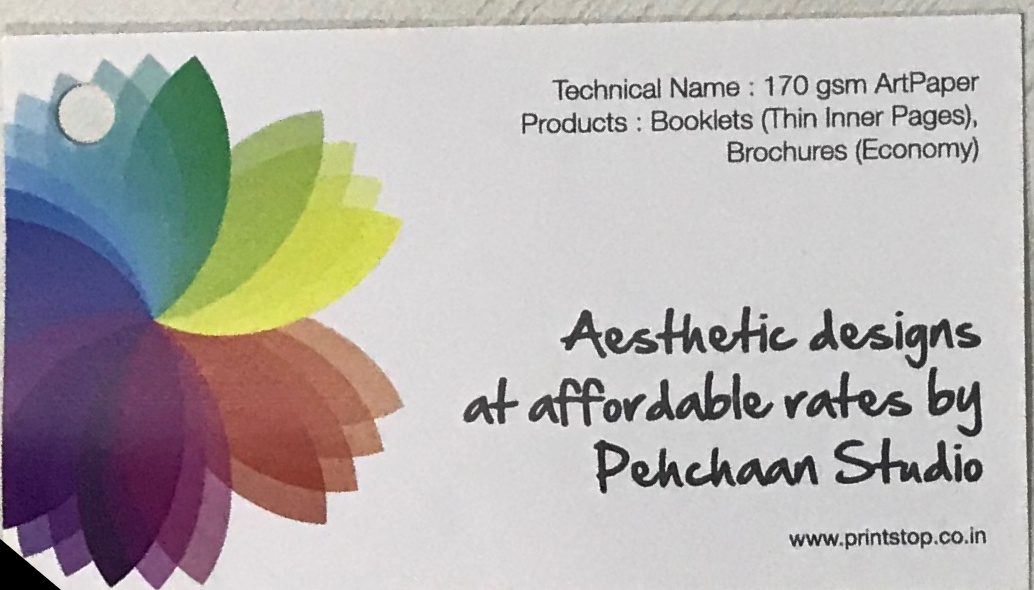 Technical Name : 170 gsm ArtPaper
Products : Booklets (Thin Inner Pages),
Brochures (Economy)
Aesthetic designs
at affordable rates by
Pehchaan Studio
www.printstop.co.in